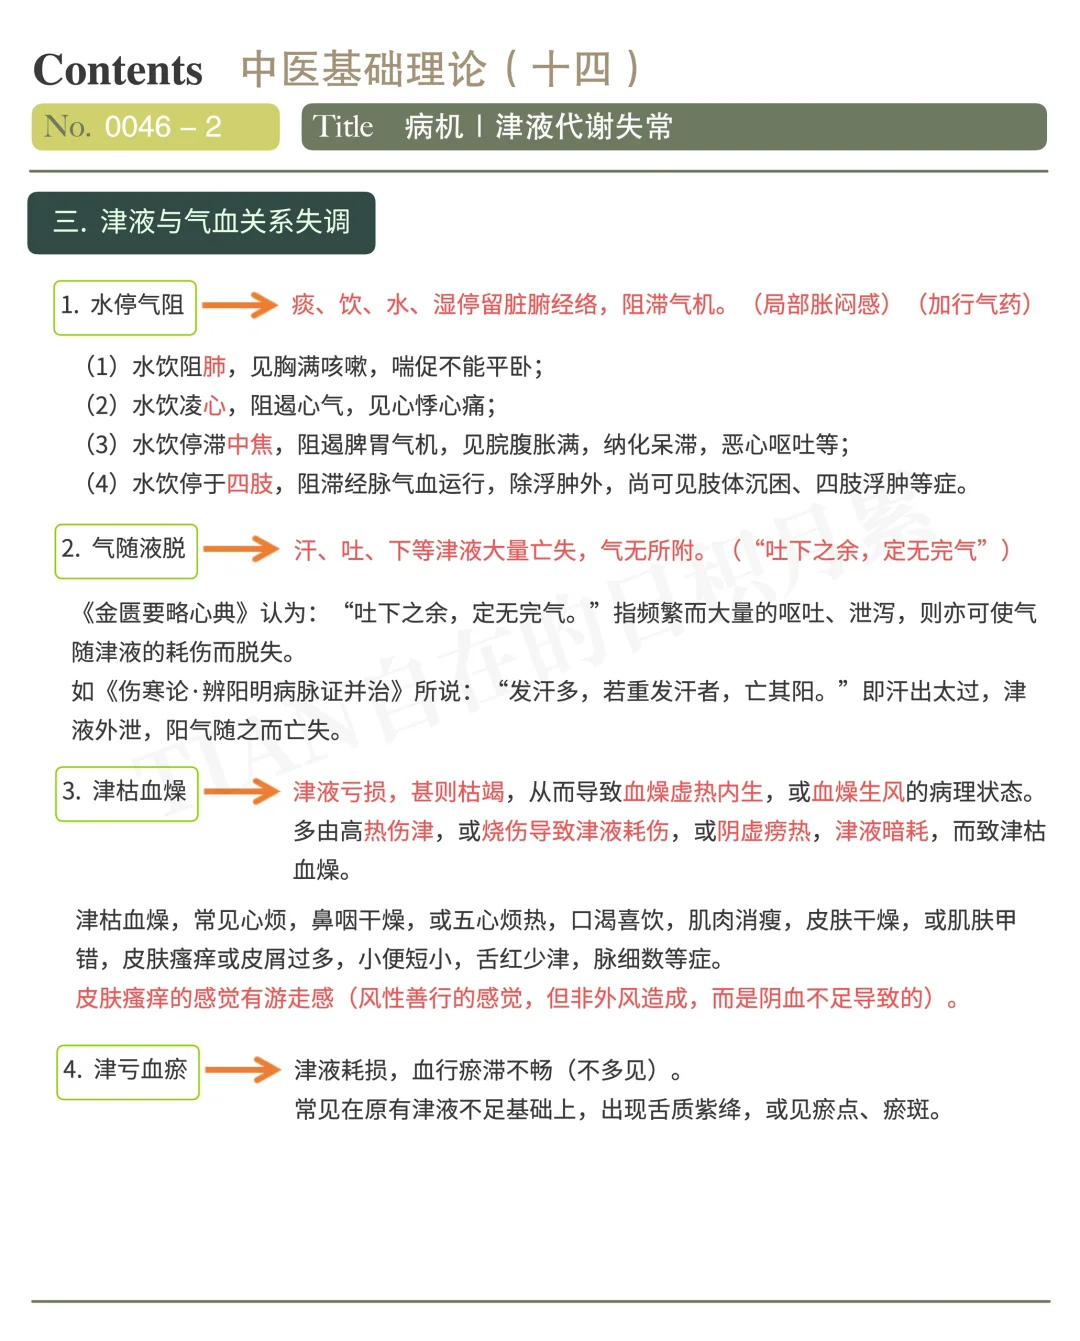 Contents 中医基础理论（十四）
No. 0046 – 2 Title 病机 | 津液代谢失常
三. 津液与气血关系失调
1. 水停气阻 痰、饮、水、湿停留脏腑经络，阻滞气机。（局部胀闷感）（加行气药）
（1）水饮阻肺，见胸满咳嗽，喘促不能平卧；
（2）水饮凌心，阻遏心气，见心悸心痛；
（3）水饮停滞中焦，阻遏脾胃气机，见脘腹胀满，纳化呆滞，恶心呕吐等；
（4）水饮停于四肢，阻滞经脉气血运行，除浮肿外，尚可见肢体沉困、四肢浮肿等症。
2. 气随液脱 汗、吐、下等津液大量亡失，气无所附。（“吐下之余，定无完气”）
《金匮要略心典》认为：“吐下之余，定无完气。”指频繁而大量的呕吐、泄泻，则亦可使气
随津液的耗伤而脱失。
如《伤寒论·辨阳明病脉证并治》所说：“发汗多，若重发汗者，亡其阳。”即汗出太过，津
液外泄，阳气随之而亡失。
3. 津枯血燥 津液亏损，甚则枯竭，从而导致血燥虚热内生，或血燥生风的病理状态。
多由高热伤津，或烧伤导致津液耗伤，或阴虚痨热，津液暗耗，而致津枯
血燥。
津枯血燥，常见心烦，鼻咽干燥，或五心烦热，口渴喜饮，肌肉消瘦，皮肤干燥，或肌肤甲
错，皮肤瘙痒或皮屑过多，小便短小，舌红少津，脉细数等症。
皮肤瘙痒的感觉有游走感（风性善行的感觉，但非外风造成，而是阴血不足导致的）。
4. 津亏血瘀 津液耗损，血行瘀滞不畅（不多见）。
常见在原有津液不足基础上，出现舌质紫绛，或见瘀点、瘀斑。
TIAN自在的日积月累